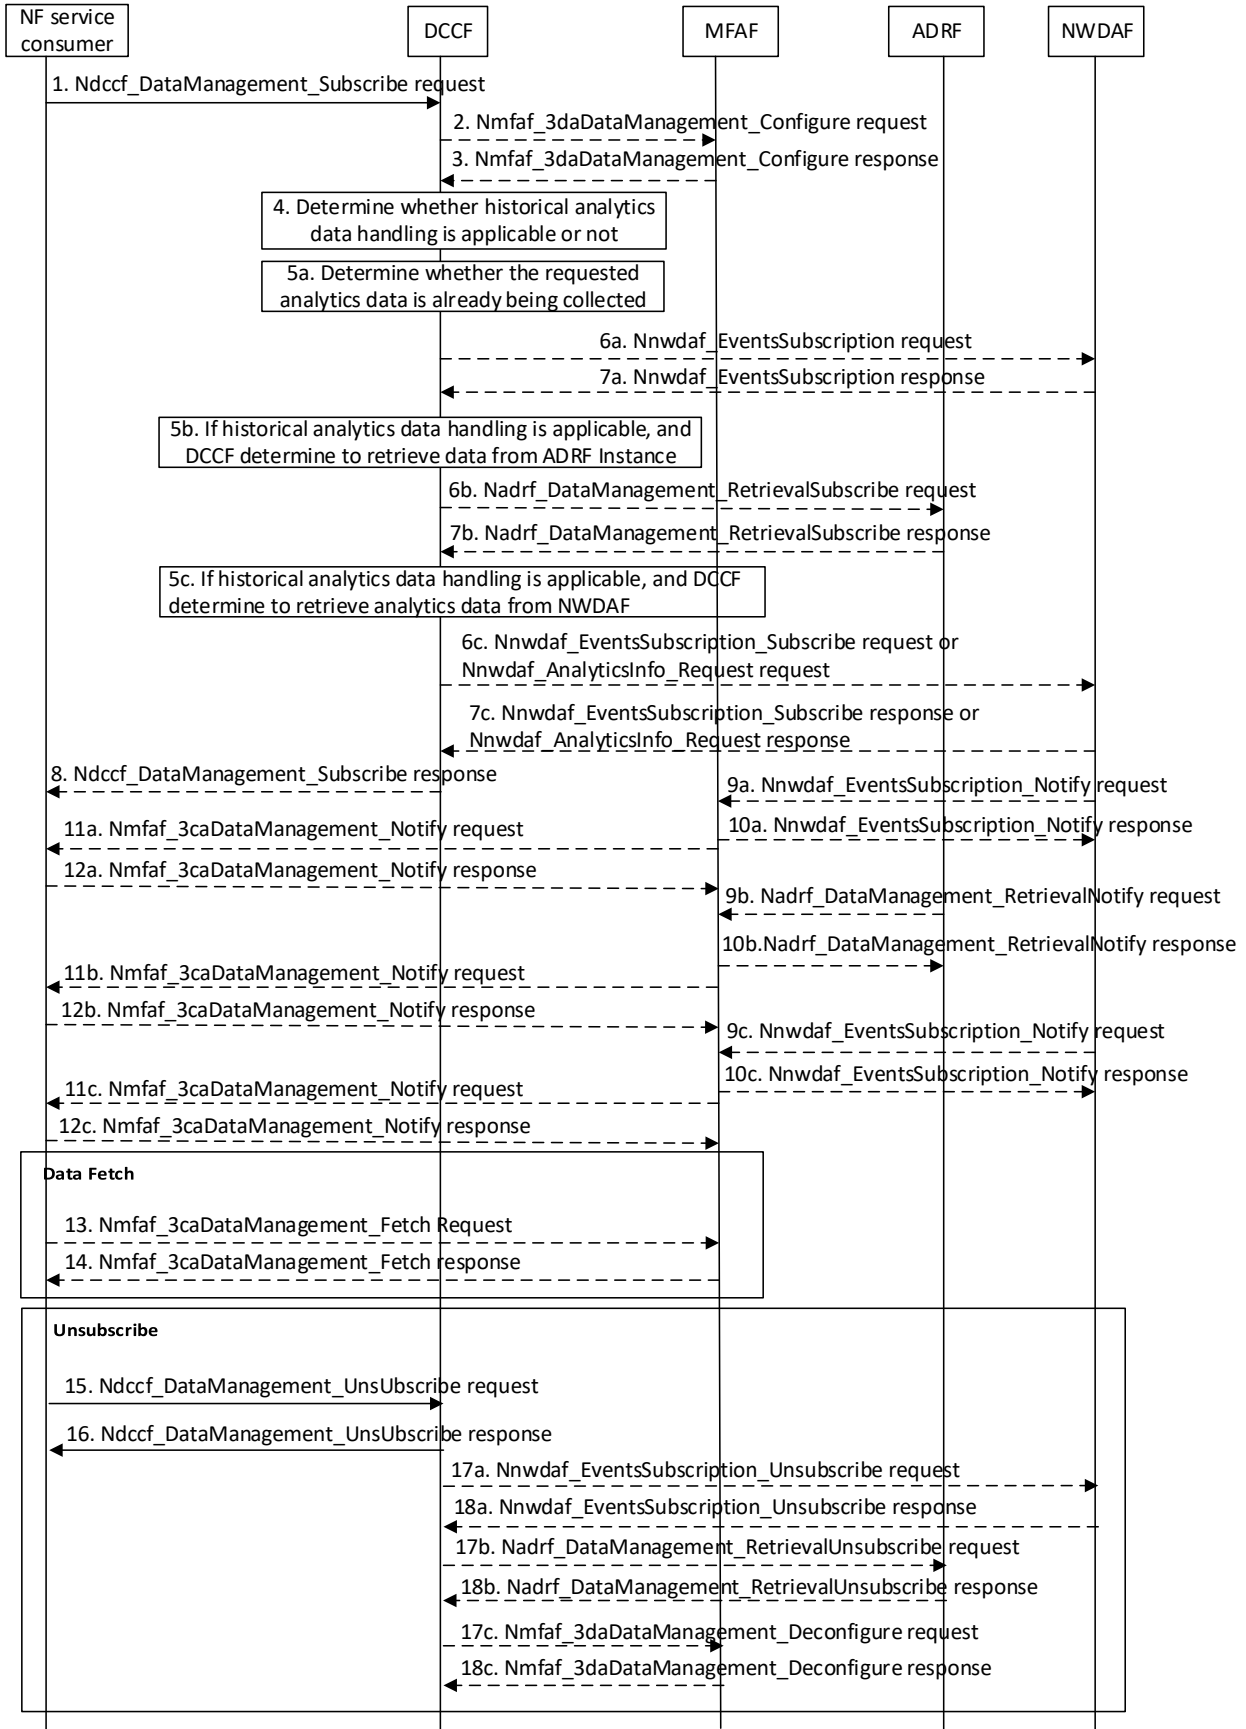 NF service
consumer
DCCF
MFAF
ADRF
NWDAF
1. Ndccf_DataManagement_Subscribe request
2. Nmfaf_3daDataManagement_Configure request
3. Nmfaf_3daDataManagement_Configure response
4. Determine whether historical analytics
data handling is applicable or not
5a. Determine whether the requested
analytics data is already being collected
6a. Nnwdaf_EventsSubscription request
7a. Nnwdaf_EventsSubscription response
5b. If historical analytics data handling is applicable, and
DCCF determine to retrieve data from ADRF Instance
6b. Nadrf_DataManagement_RetrievalSubscribe request
7b. Nadrf_DataManagement_RetrievalSubscribe response
5c. If historical analytics data handling is applicable, and DCCF
determine to retrieve analytics data from NWDAF
6c. Nnwdaf_EventsSubscription_Subscribe request or
Nnwdaf_AnalyticsInfo_Request request
7c. Nnwdaf_EventsSubscription_Subscribe response or
Nnwdaf_AnalyticsInfo_Request response
8. Ndccf_DataManagement_Subscribe response
9a. Nnwdaf_EventsSubscription_Notify request
10a. Nnwdaf_EventsSubscription_Notify response
11a. Nmfaf_3caDataManagement_Notify request
12a. Nmfaf_3caDataManagement_Notify response
9b. Nadrf_DataManagement_RetrievalNotify request
10b.Nadrf_DataManagement_RetrievalNotify response
11b. Nmfaf_3caDataManagement_Notify request
12b. Nmfaf_3caDataManagement_Notify response
9c. Nnwdaf_EventsSubscription_Notify request
10c. Nnwdaf_EventsSubscription_Notify response
11c. Nmfaf_3caDataManagement_Notify request
12c. Nmfaf_3caDataManagement_Notify response
Data Fetch
13. Nmfaf_3caDataManagement_Fetch Request
14. Nmfaf_3caDataManagement_Fetch response
Unsubscribe
15. Ndccf_DataManagement_UnsUbscribe request
16. Ndccf_DataManagement_UnsUbscribe response
17a. Nnwdaf_EventsSubscription_Unsubscribe request
18a. Nnwdaf_EventsSubscription_Unsubscribe response
17b. Nadrf_DataManagement_RetrievalUnsubscribe request
18b. Nadrf_DataManagement_RetrievalUnsubscribe response
17c. Nmfaf_3daDataManagement_Deconfigure request
18c. Nmfaf_3daDataManagement_Deconfigure response